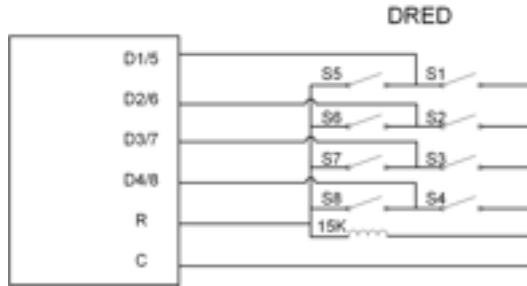 DRED
D1/5
S5 S1
D2/6
S6 S2
D3/7
S7 S3
D4/8
S8 S4
R
15K
C